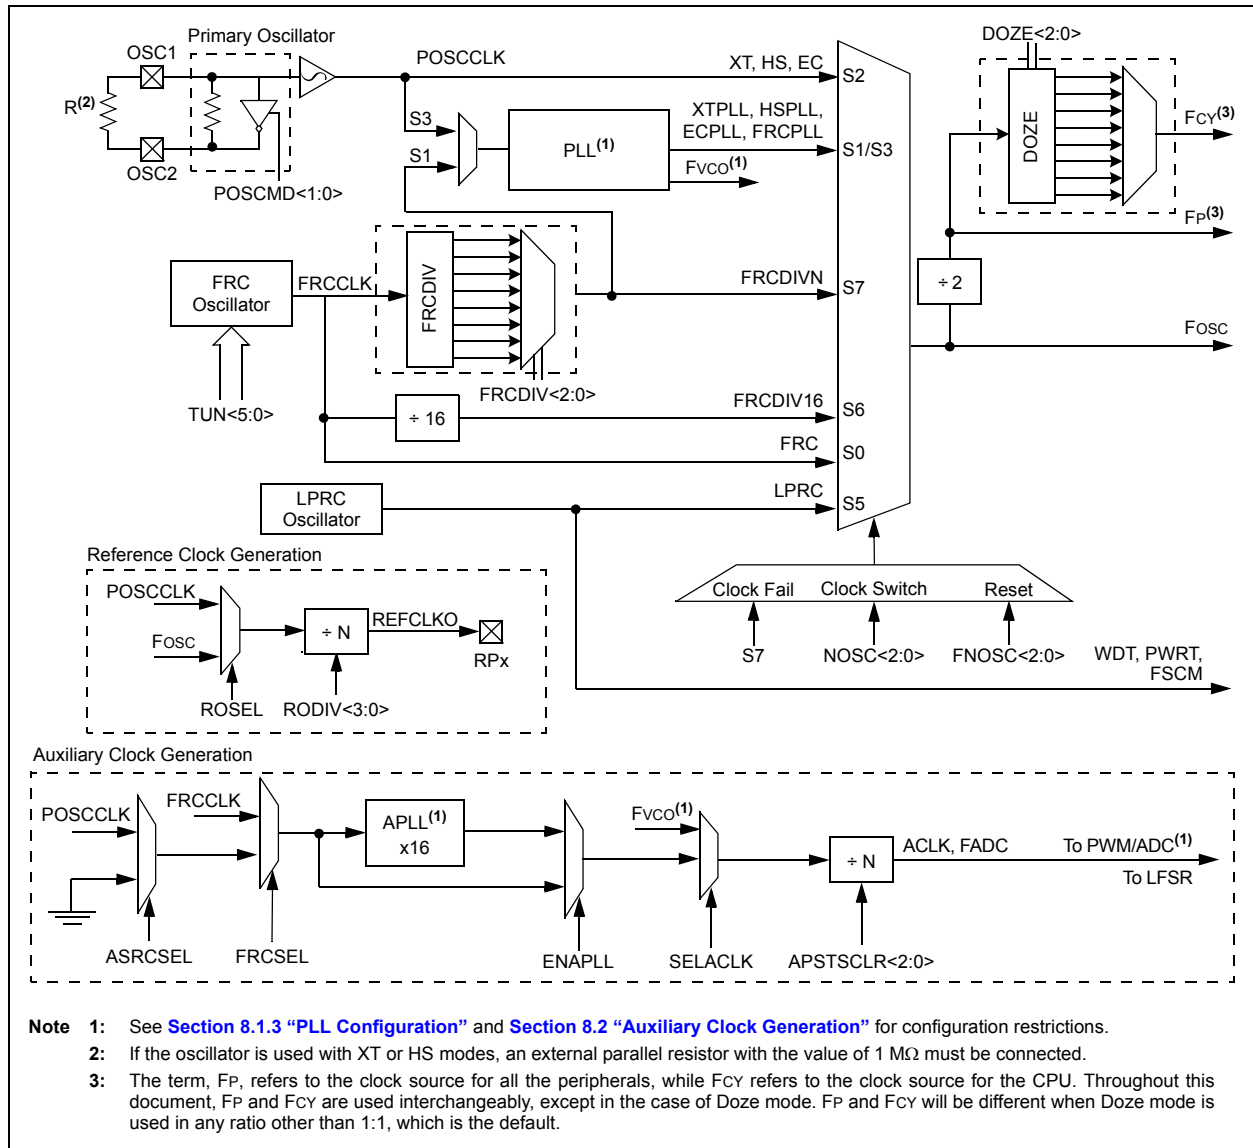 Primary Oscillator
OSC1
R(2)
OSC2
POSCMD<1:0>
POSCCLK
XT, HS, EC
S2
S3
S1
PLL(1)
XTPLL, HSPLL,
ECPLL, FRCPLL
S1/S3
FVCO(1)
DOZE<2:0>
DOZE
FCY(3)
FP(3)
÷ 2
FOSC
FRC
Oscillator
FRCCLK
FRCDIV
FRCDIVN
S7
TUN<5:0>
FRCDIV<2:0>
÷ 16
FRCDIV16
S6
FRC
S0
LPRC
Oscillator
LPRC
S5
Clock Fail
Clock Switch
Reset
S7
NOSC<2:0>
FNOSC<2:0>
WDT, PWRT,
FSCM
Reference Clock Generation
POSCCLK
FOSC
÷ N
REFCLKO
RPx
ROSEL
RODIV<3:0>
Auxiliary Clock Generation
POSCCLK
FRCCLK
APLL(1)
x16
FVCO(1)
÷ N
ACLK, FADC
To PWM/ADC(1)
To LFSR
ASRCSEL
FRCSEL
ENAPLL
SELACLK
APSTSCLR<2:0>
Note 1: See Section 8.1.3 “PLL Configuration” and Section 8.2 “Auxiliary Clock Generation” for configuration restrictions.
2: If the oscillator is used with XT or HS modes, an external parallel resistor with the value of 1 MΩ must be connected.
3: The term, FP, refers to the clock source for all the peripherals, while FCY refers to the clock source for the CPU. Throughout this
document, FP and FCY are used interchangeably, except in the case of Doze mode. FP and FCY will be different when Doze mode is
used in any ratio other than 1:1, which is the default.